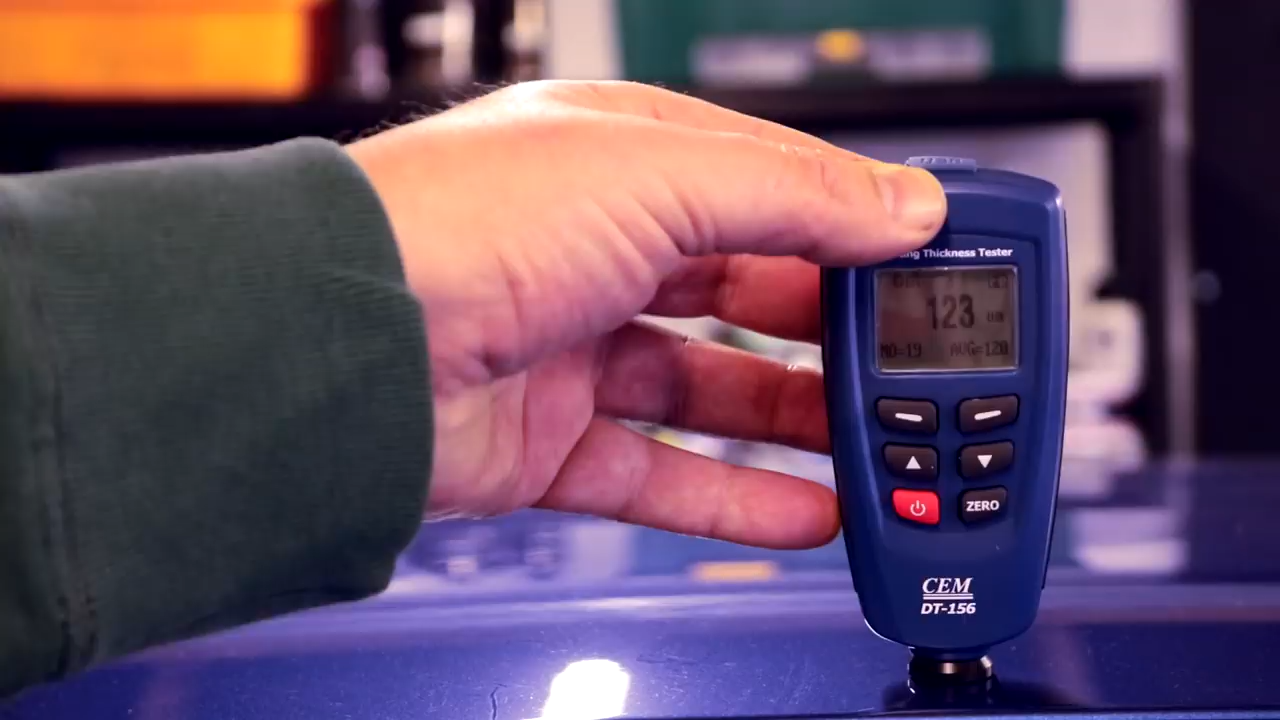 Thickness Tester
123 um
NO=19 AVG=120
ZERO
CEM
DT-156